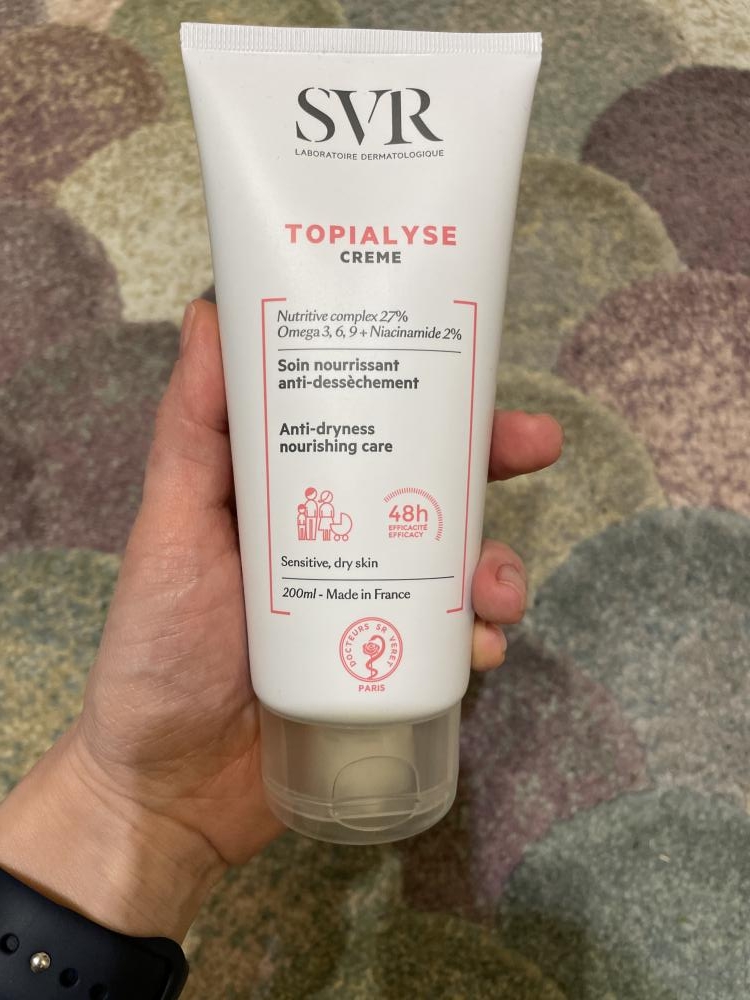 SVR
LABORATOIRE DERMATOLOGIQUE
TOPIALYSE
CREME
Nutritive complex 27%
Omega 3, 6, 9 + Niacinamide 2%
Soin nourrissant
anti-dessèchement
Anti-dryness
nourishing care
48h
EFFICACITÉ
EFFICACY
Sensitive, dry skin
200ml - Made in France
DOCTEURS SR VERET
PARIS